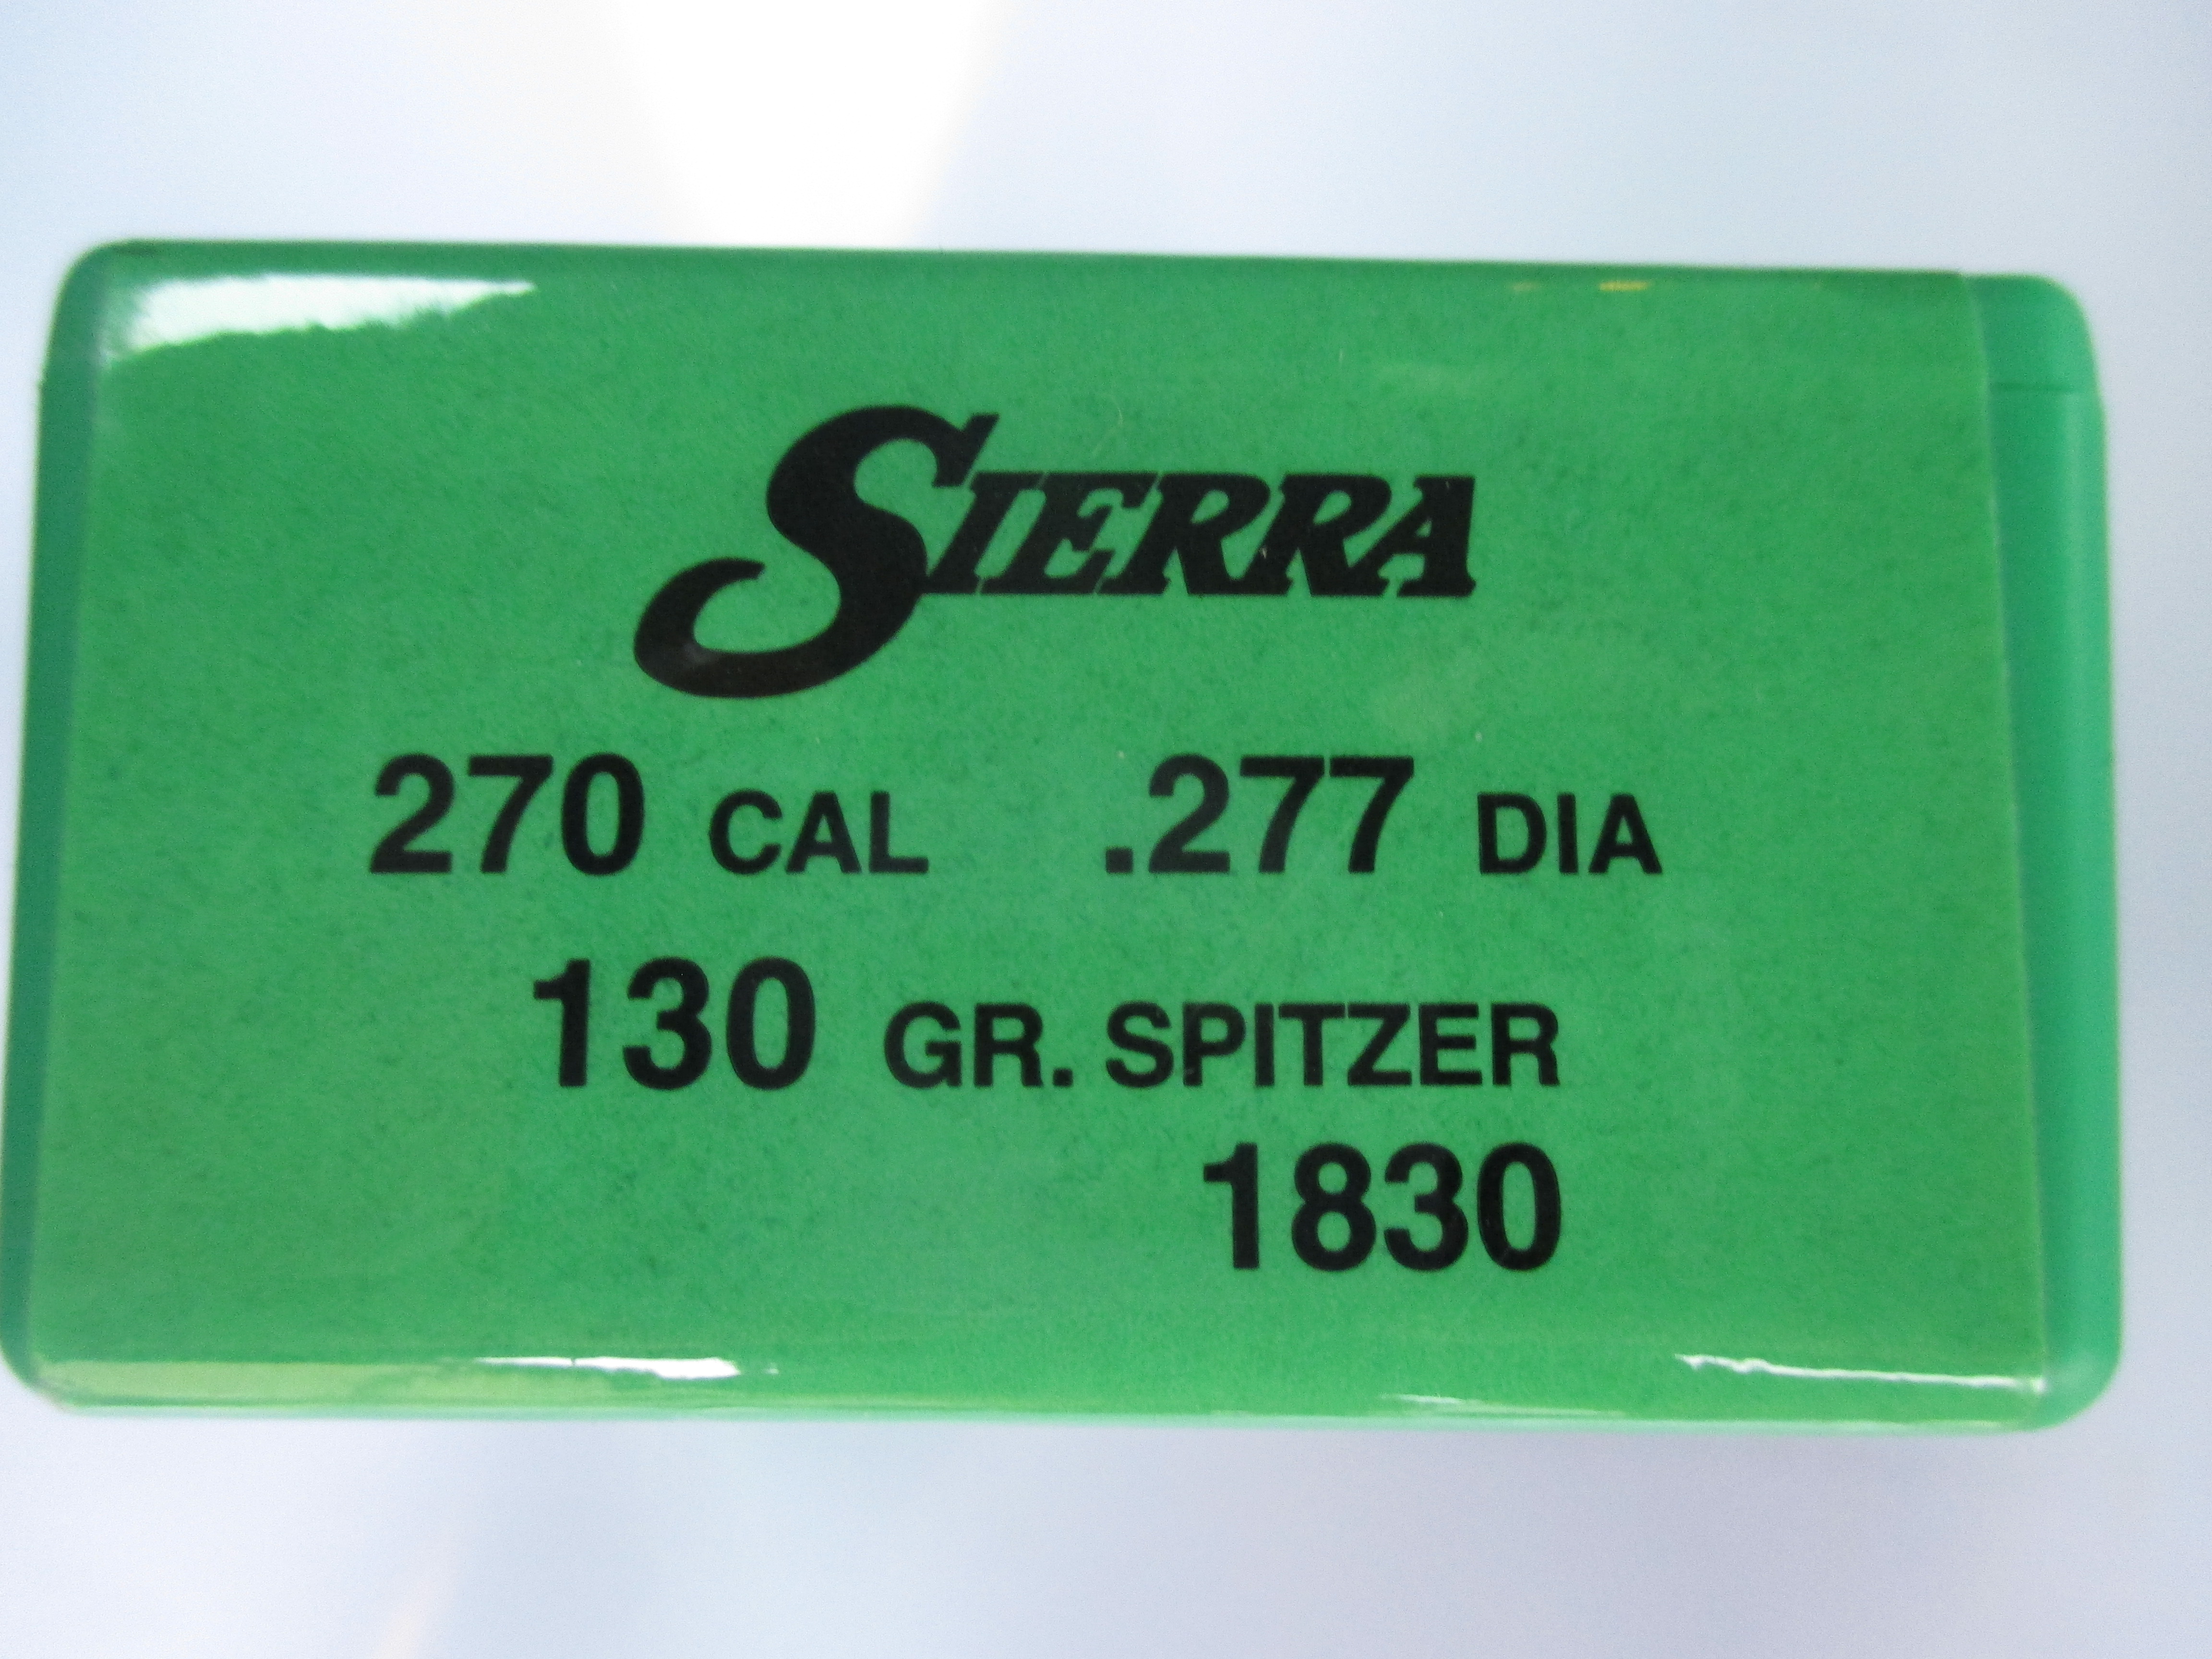 SIERRA
270 CAL .277 DIA
130 GR. SPITZER
1830